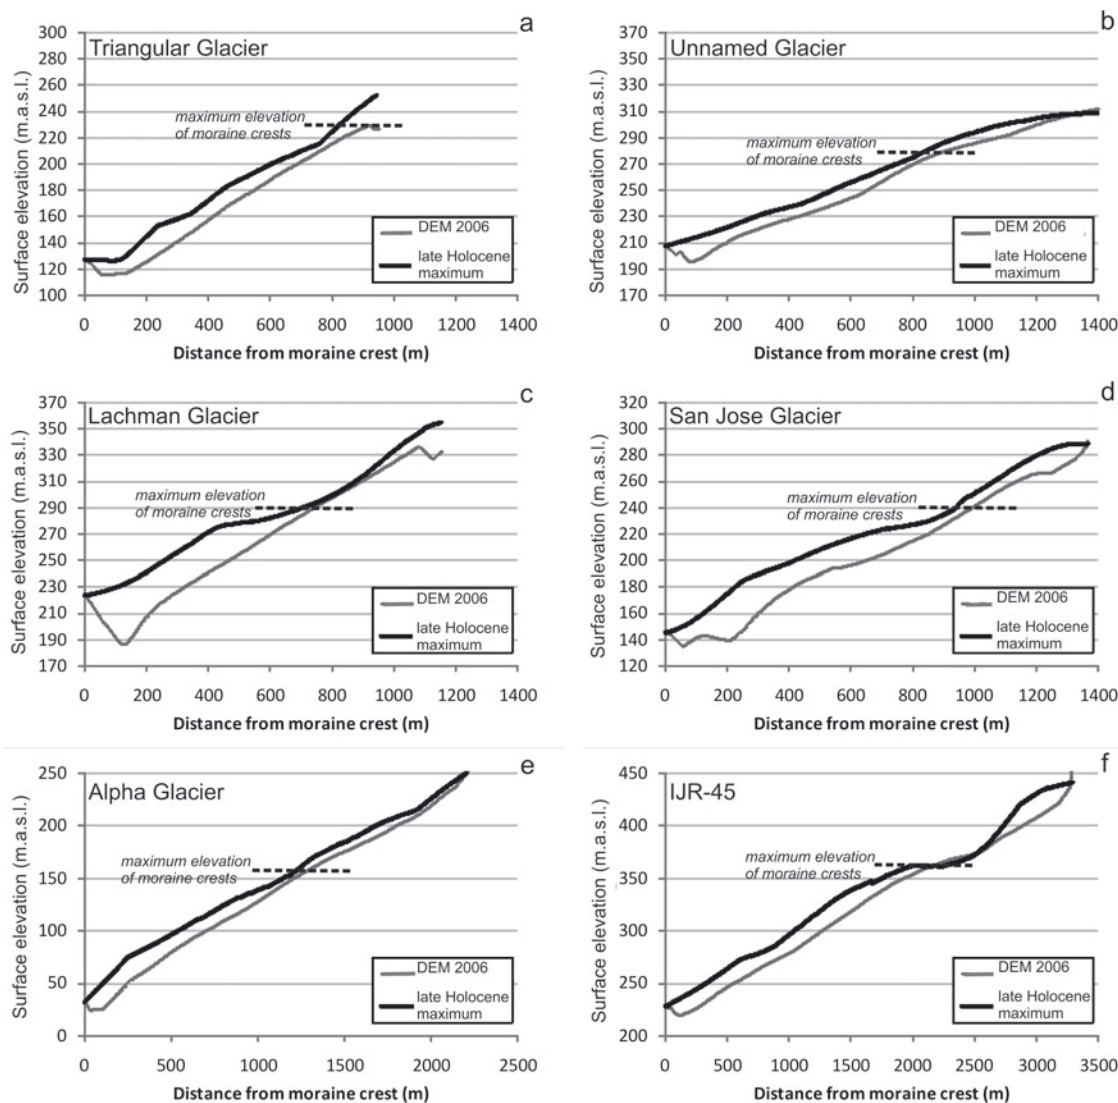 a
Triangular Glacier
Surface elevation (m.a.s.l.)
300
280
260
240
220
200
180
160
140
120
100
maximum elevation
of moraine crests
DEM 2006
late Holocene
maximum
0 200 400 600 800 1000 1200 1400
Distance from moraine crest (m)
b
Unnamed Glacier
Surface elevation (m.a.s.l.)
370
350
330
310
290
270
250
230
210
190
170
maximum elevation
of moraine crests
DEM 2006
late Holocene
maximum
0 200 400 600 800 1000 1200 1400
Distance from moraine crest (m)
c
Lachman Glacier
Surface elevation (m.a.s.l.)
370
350
330
310
290
270
250
230
210
190
170
maximum elevation
of moraine crests
DEM 2006
late Holocene
maximum
0 200 400 600 800 1000 1200 1400
Distance from moraine crest (m)
d
San Jose Glacier
Surface elevation (m.a.s.l.)
320
300
280
260
240
220
200
180
160
140
120
maximum elevation
of moraine crests
DEM 2006
late Holocene
maximum
0 200 400 600 800 1000 1200 1400
Distance from moraine crest (m)
e
Alpha Glacier
Surface elevation (m.a.s.l.)
250
200
150
100
50
0
maximum elevation
of moraine crests
DEM 2006
late Holocene
maximum
0 500 1000 1500 2000 2500
Distance from moraine crest (m)
f
IJR-45
Surface elevation (m.a.s.l.)
450
400
350
300
250
200
maximum elevation
of moraine crests
DEM 2006
late Holocene
maximum
0 500 1000 1500 2000 2500 3000 3500
Distance from moraine crest (m)